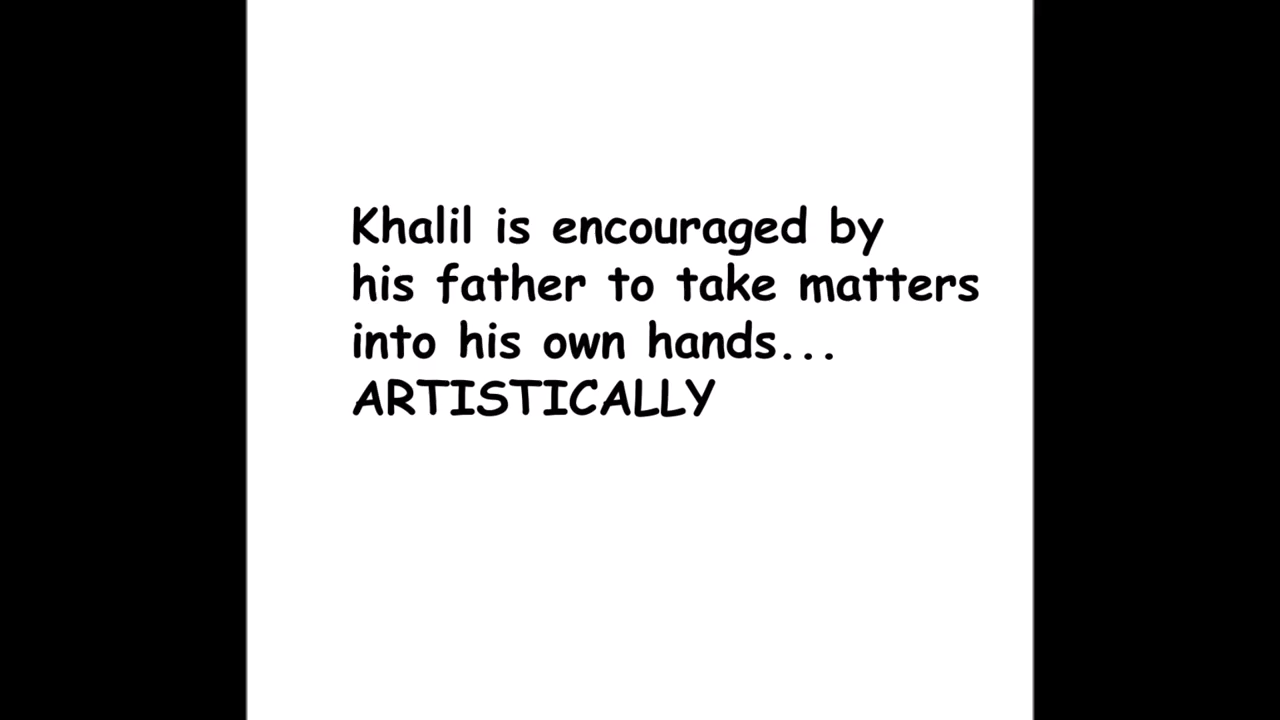 Khalil is encouraged by
his father to take matters
into his own hands...
ARTISTICALLY